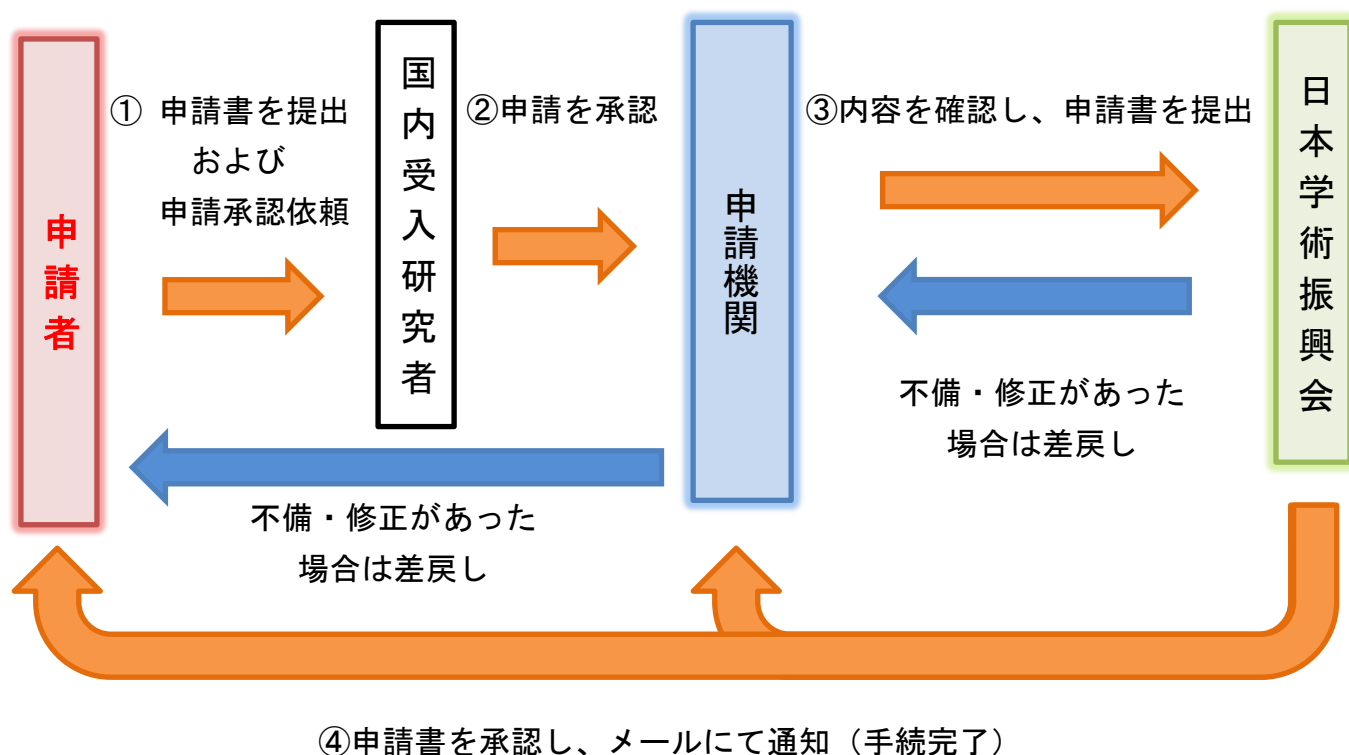 申請者
① 申請書を提出
および
申請承認依頼
国内受入研究者
②申請を承認
申請機関
③内容を確認し、申請書を提出
日本学術振興会
不備・修正があった
場合は差戻し
不備・修正があった
場合は差戻し
④申請書を承認し、メールにて通知（手続完了）